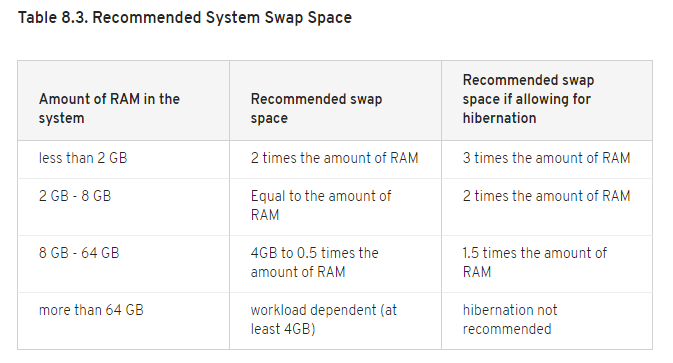 Table 8.3. Recommended System Swap Space
Amount of RAM in the
system
Recommended swap
space
Recommended swap
space if allowing for
hibernation
less than 2 GB
2 times the amount of RAM
3 times the amount of RAM
2 GB - 8 GB
Equal to the amount of
RAM
2 times the amount of RAM
8 GB - 64 GB
4GB to 0.5 times the
amount of RAM
1.5 times the amount of
RAM
more than 64 GB
workload dependent (at
least 4GB)
hibernation not
recommended